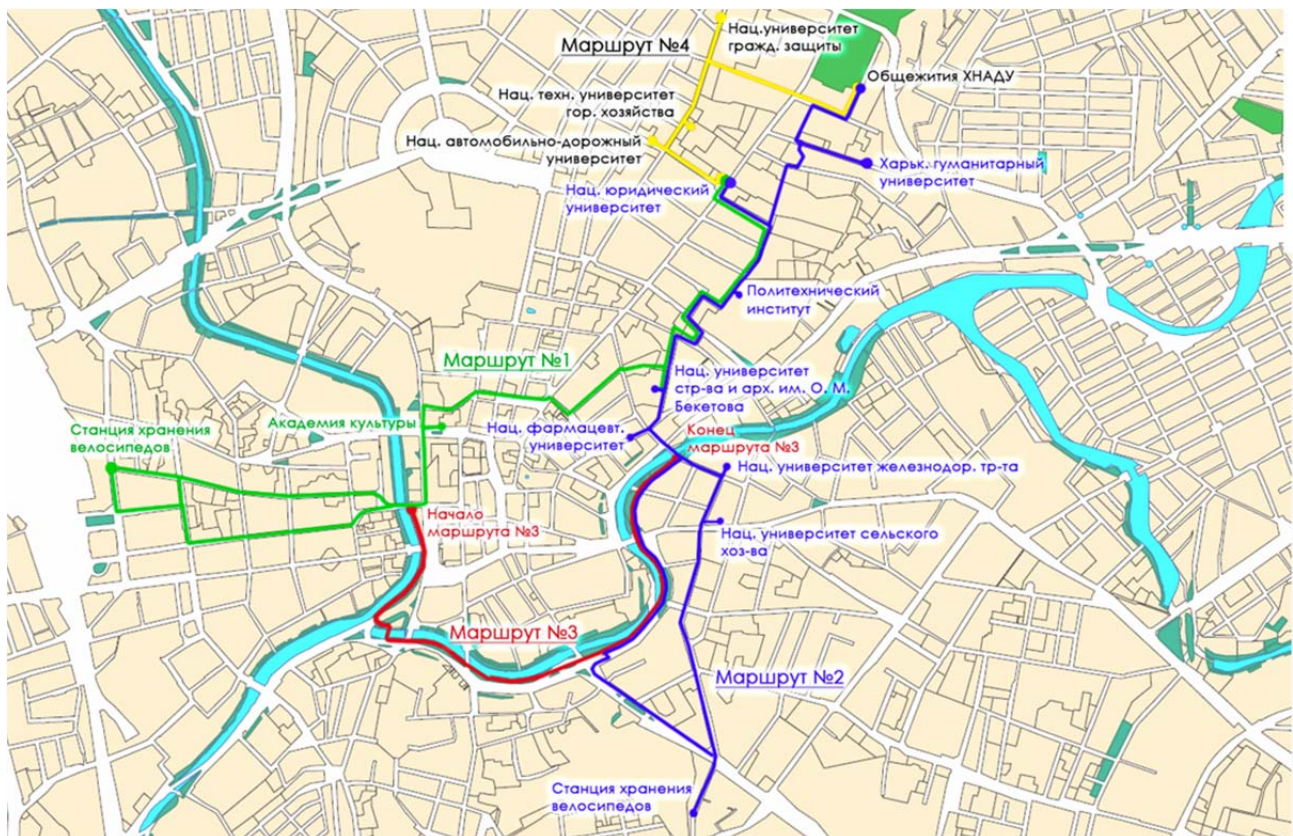 Нац.университет
гражд. защиты
Маршрут №4
Общежития ХНАДУ
Нац. техн. университет
гор. хозяйства
Нац. автомобильно-дорожный
университет
Харьк. гуманитарный
университет
Нац. юридический
университет
Политехнический
институт
Маршрут №1
Нац. университет
стр-ва и арх. им. О. М.
Бекетова
Академия культуры
Нац. фармацевт.
университет
Станция хранения
велосипедов
Конец
маршрута №3
Нац. университет железнодор. тр-та
Начало
маршрута №3
Нац. университет сельского
хоз-ва
Маршрут №3
Маршрут №2
Станция хранения
велосипедов